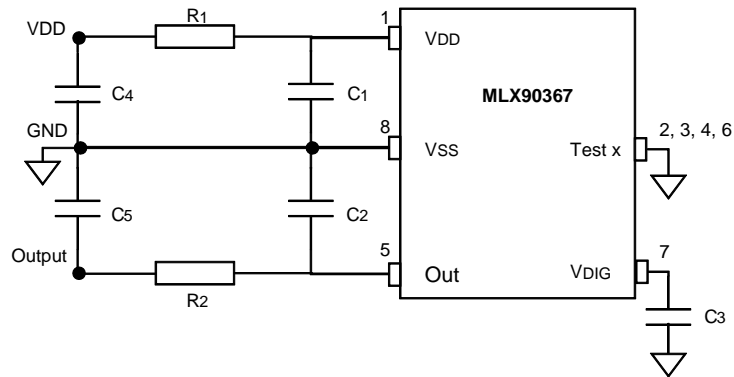 R1
1
VDD
VDD
C4
C1
MLX90367
GND
8
VSS
Test x
2, 3, 4, 6
C5
C2
Output
5
Out
VDIG
7
R2
C3